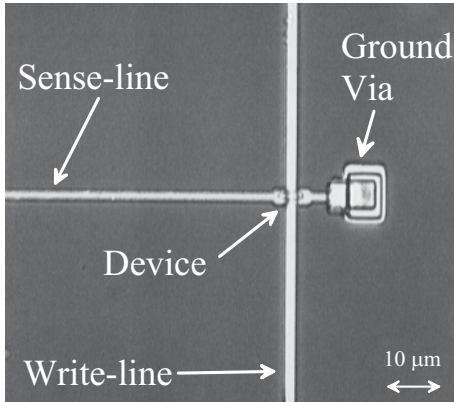 Ground
Via
Sense-line
Device
Write-line
10 μm